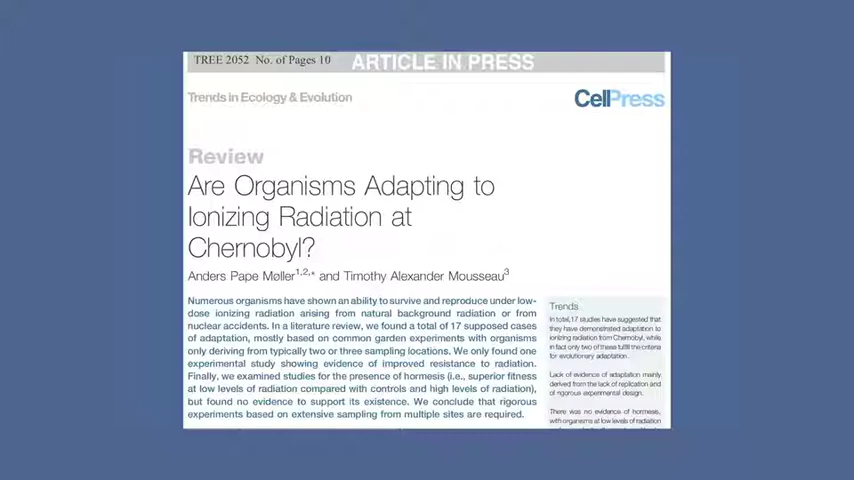 TREE 2052 No. of Pages 10 ARTICLE IN PRESS
Trends in Ecology & Evolution
CellPress
Review
Are Organisms Adapting to
Ionizing Radiation at
Chernobyl?
Anders Pape Møller1,2,* and Timothy Alexander Mousseau3
Numerous organisms have shown an ability to survive and reproduce under low-
dose ionizing radiation arising from natural background radiation or from
nuclear accidents. In a literature review, we found a total of 17 supposed cases
of adaptation, mostly based on common garden experiments with organisms
only deriving from typically two or three sampling locations. We only found one
experimental study showing evidence of improved resistance to radiation.
Finally, we examined studies for the presence of hormesis (i.e., superior fitness
at low levels of radiation compared with controls and high levels of radiation),
but found no evidence to support its existence. We conclude that rigorous
experiments based on extensive sampling from multiple sites are required.
Trends
In total, 17 studies have suggested that
they have demonstrated adaptation to
ionizing radiation from Chernobyl, while
in fact only two of these fulfill the criteria
for evolutionary adaptation.
Lack of evidence of adaptation mainly
derived from the lack of replication and
of rigorous experimental design.
There was no evidence of hormesis,
with organisms at low levels of radiation